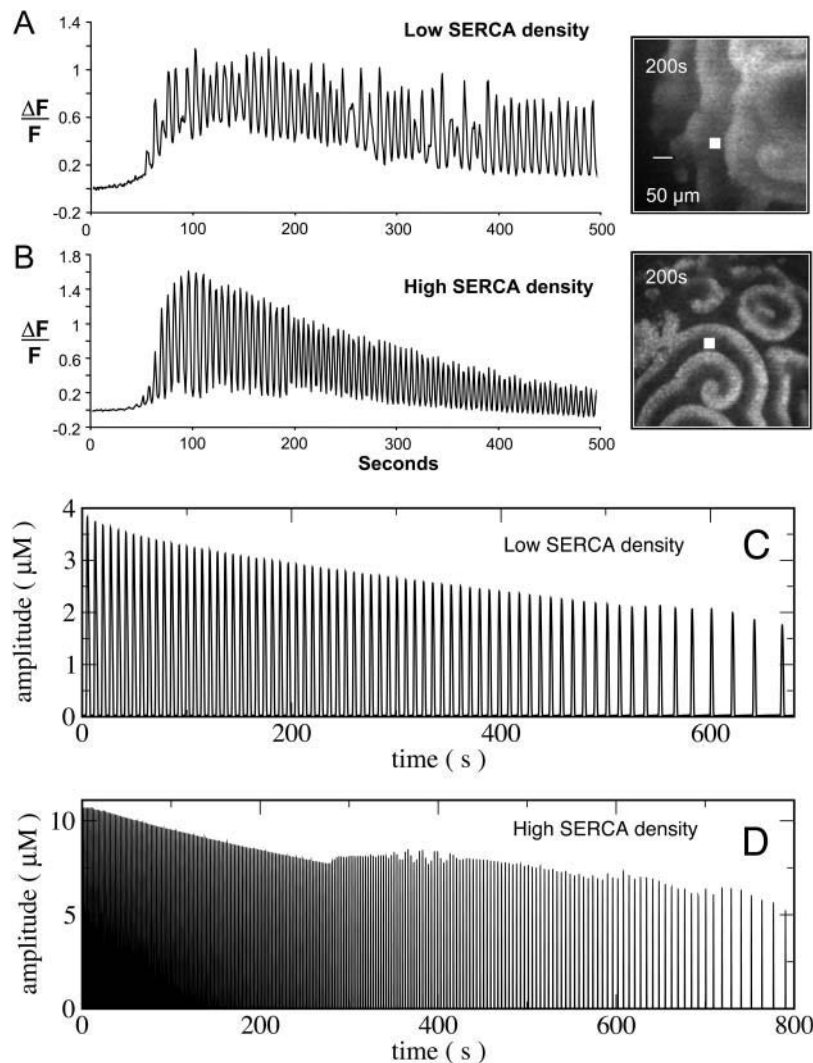 A
Low SERCA density
1.4
1
0.6
0.2
-0.2
ΔF
F
0
100
200
300
400
500
200s
50 μm
B
High SERCA density
1.8
1.4
1
0.6
0.2
-0.2
ΔF
F
0
100
200
300
400
500
Seconds
200s
C
Low SERCA density
amplitude ( μM )
4
3
2
1
0
0
200
400
600
time ( s )
D
High SERCA density
amplitude ( μM )
10
5
0
0
200
400
600
800
time ( s )